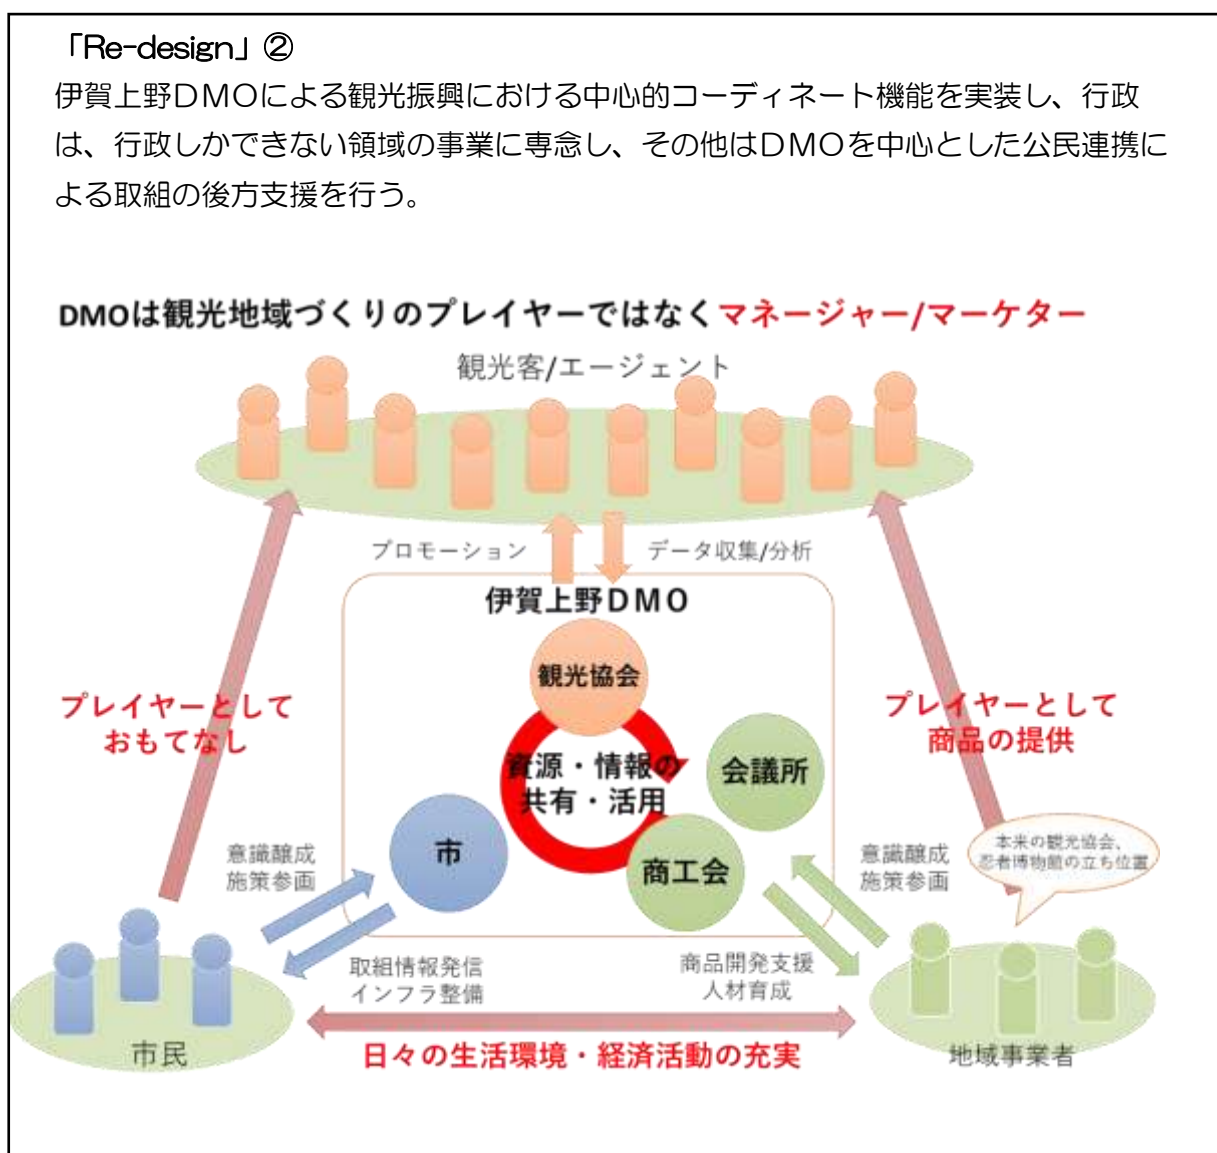 「Re-design」②
伊賀上野DMOによる観光振興における中心的コーディネート機能を実装し、行政
は、行政しかできない領域の事業に専念し、その他はDMOを中心とした公民連携に
よる取組の後方支援を行う。
DMOは観光地域づくりのプレイヤーではなくマネージャー/マーケター
観光客/エージェント
プロモーション
データ収集/分析
伊賀上野DMO
観光協会
プレイヤーとして
おもてなし
プレイヤーとして
商品の提供
資源・情報の
共有・活用
会議所
市
商工会
意識醸成
施策参画
意識醸成
施策参画
本来の観光協会、
忍者博物館の立ち位置
取組情報発信
インフラ整備
商品開発支援
人材育成
市民
日々の生活環境・経済活動の充実
地域事業者